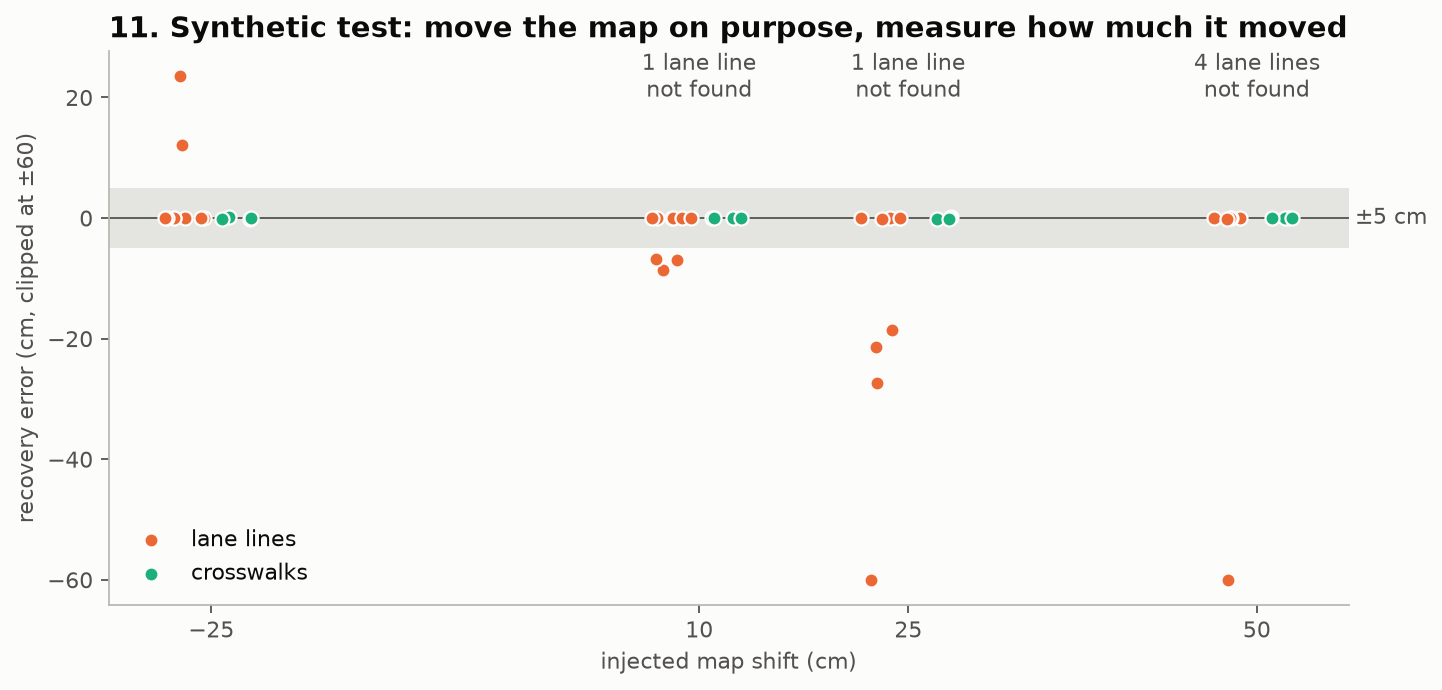 11. Synthetic test: move the map on purpose, measure how much it moved
1 lane line
not found
1 lane line
not found
4 lane lines
not found
recovery error (cm, clipped at ±60)
20
0
−20
−40
−60
±5 cm
lane lines
crosswalks
−25
10
25
50
injected map shift (cm)